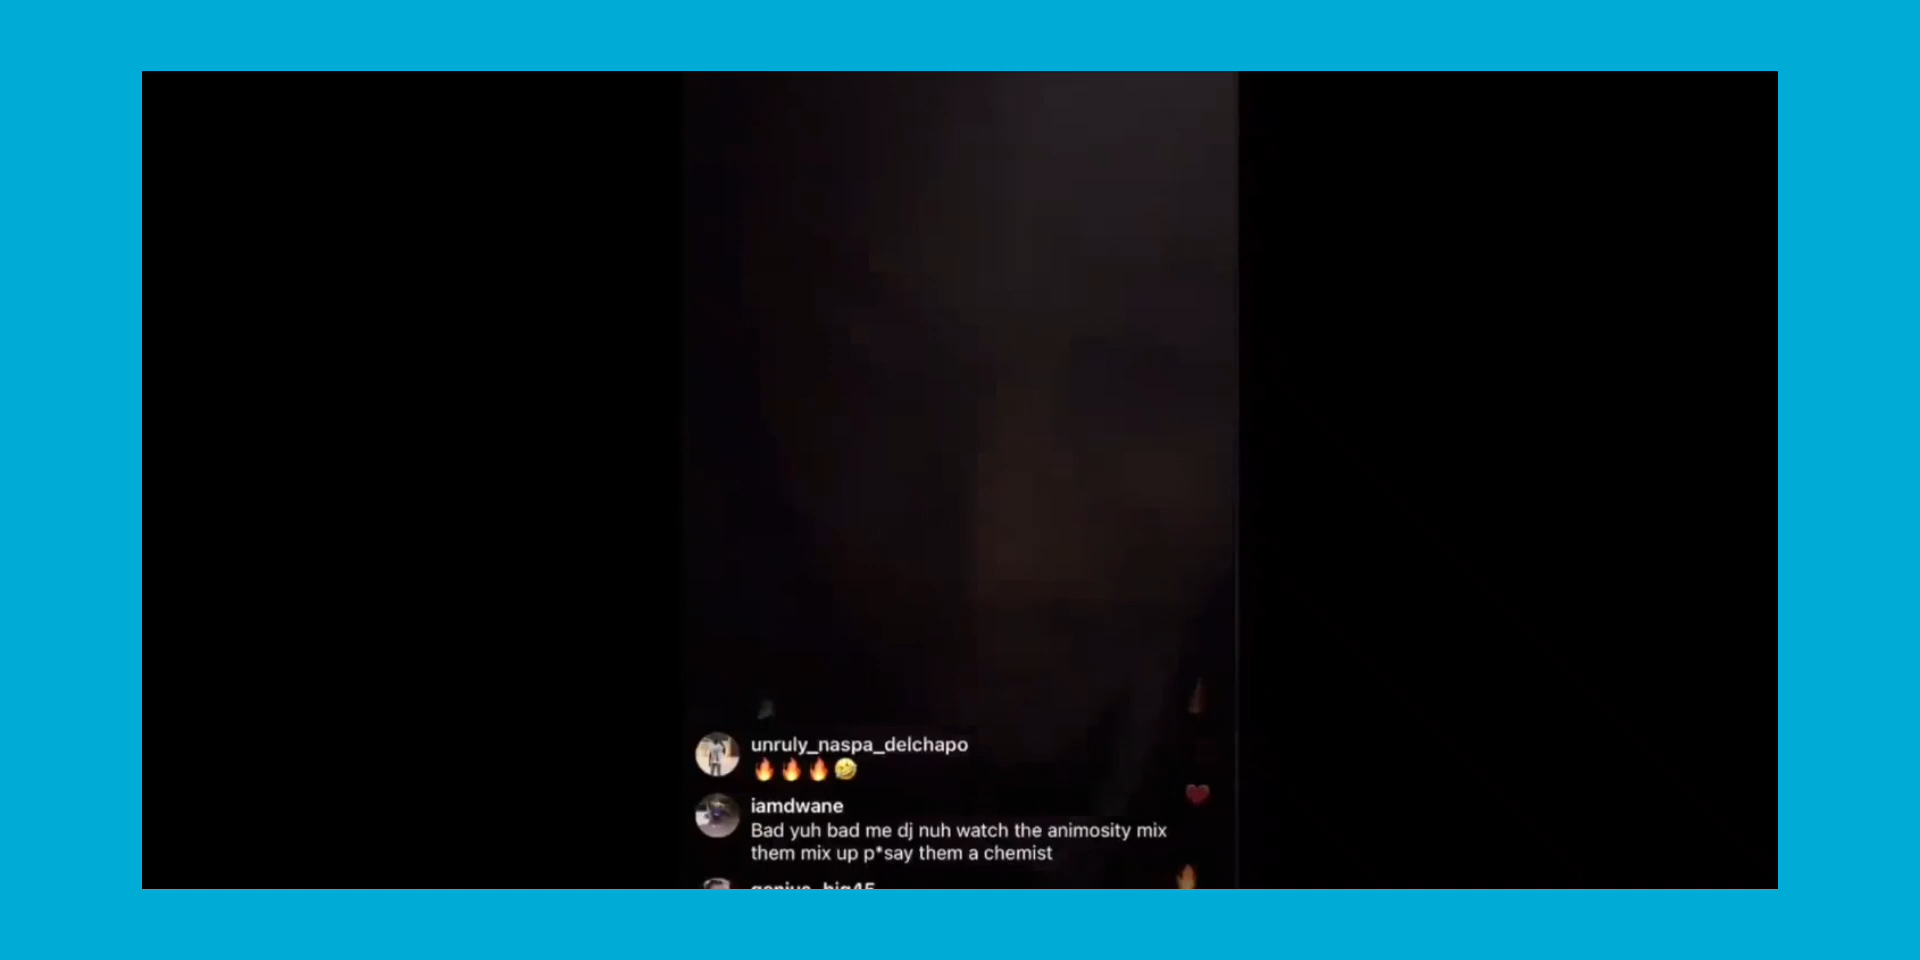 unruly_naspa_delchapo
🔥🔥🔥🤣
iamdwane
Bad yuh bad me dj nuh watch the animosity mix
them mix up p*say them a chemist